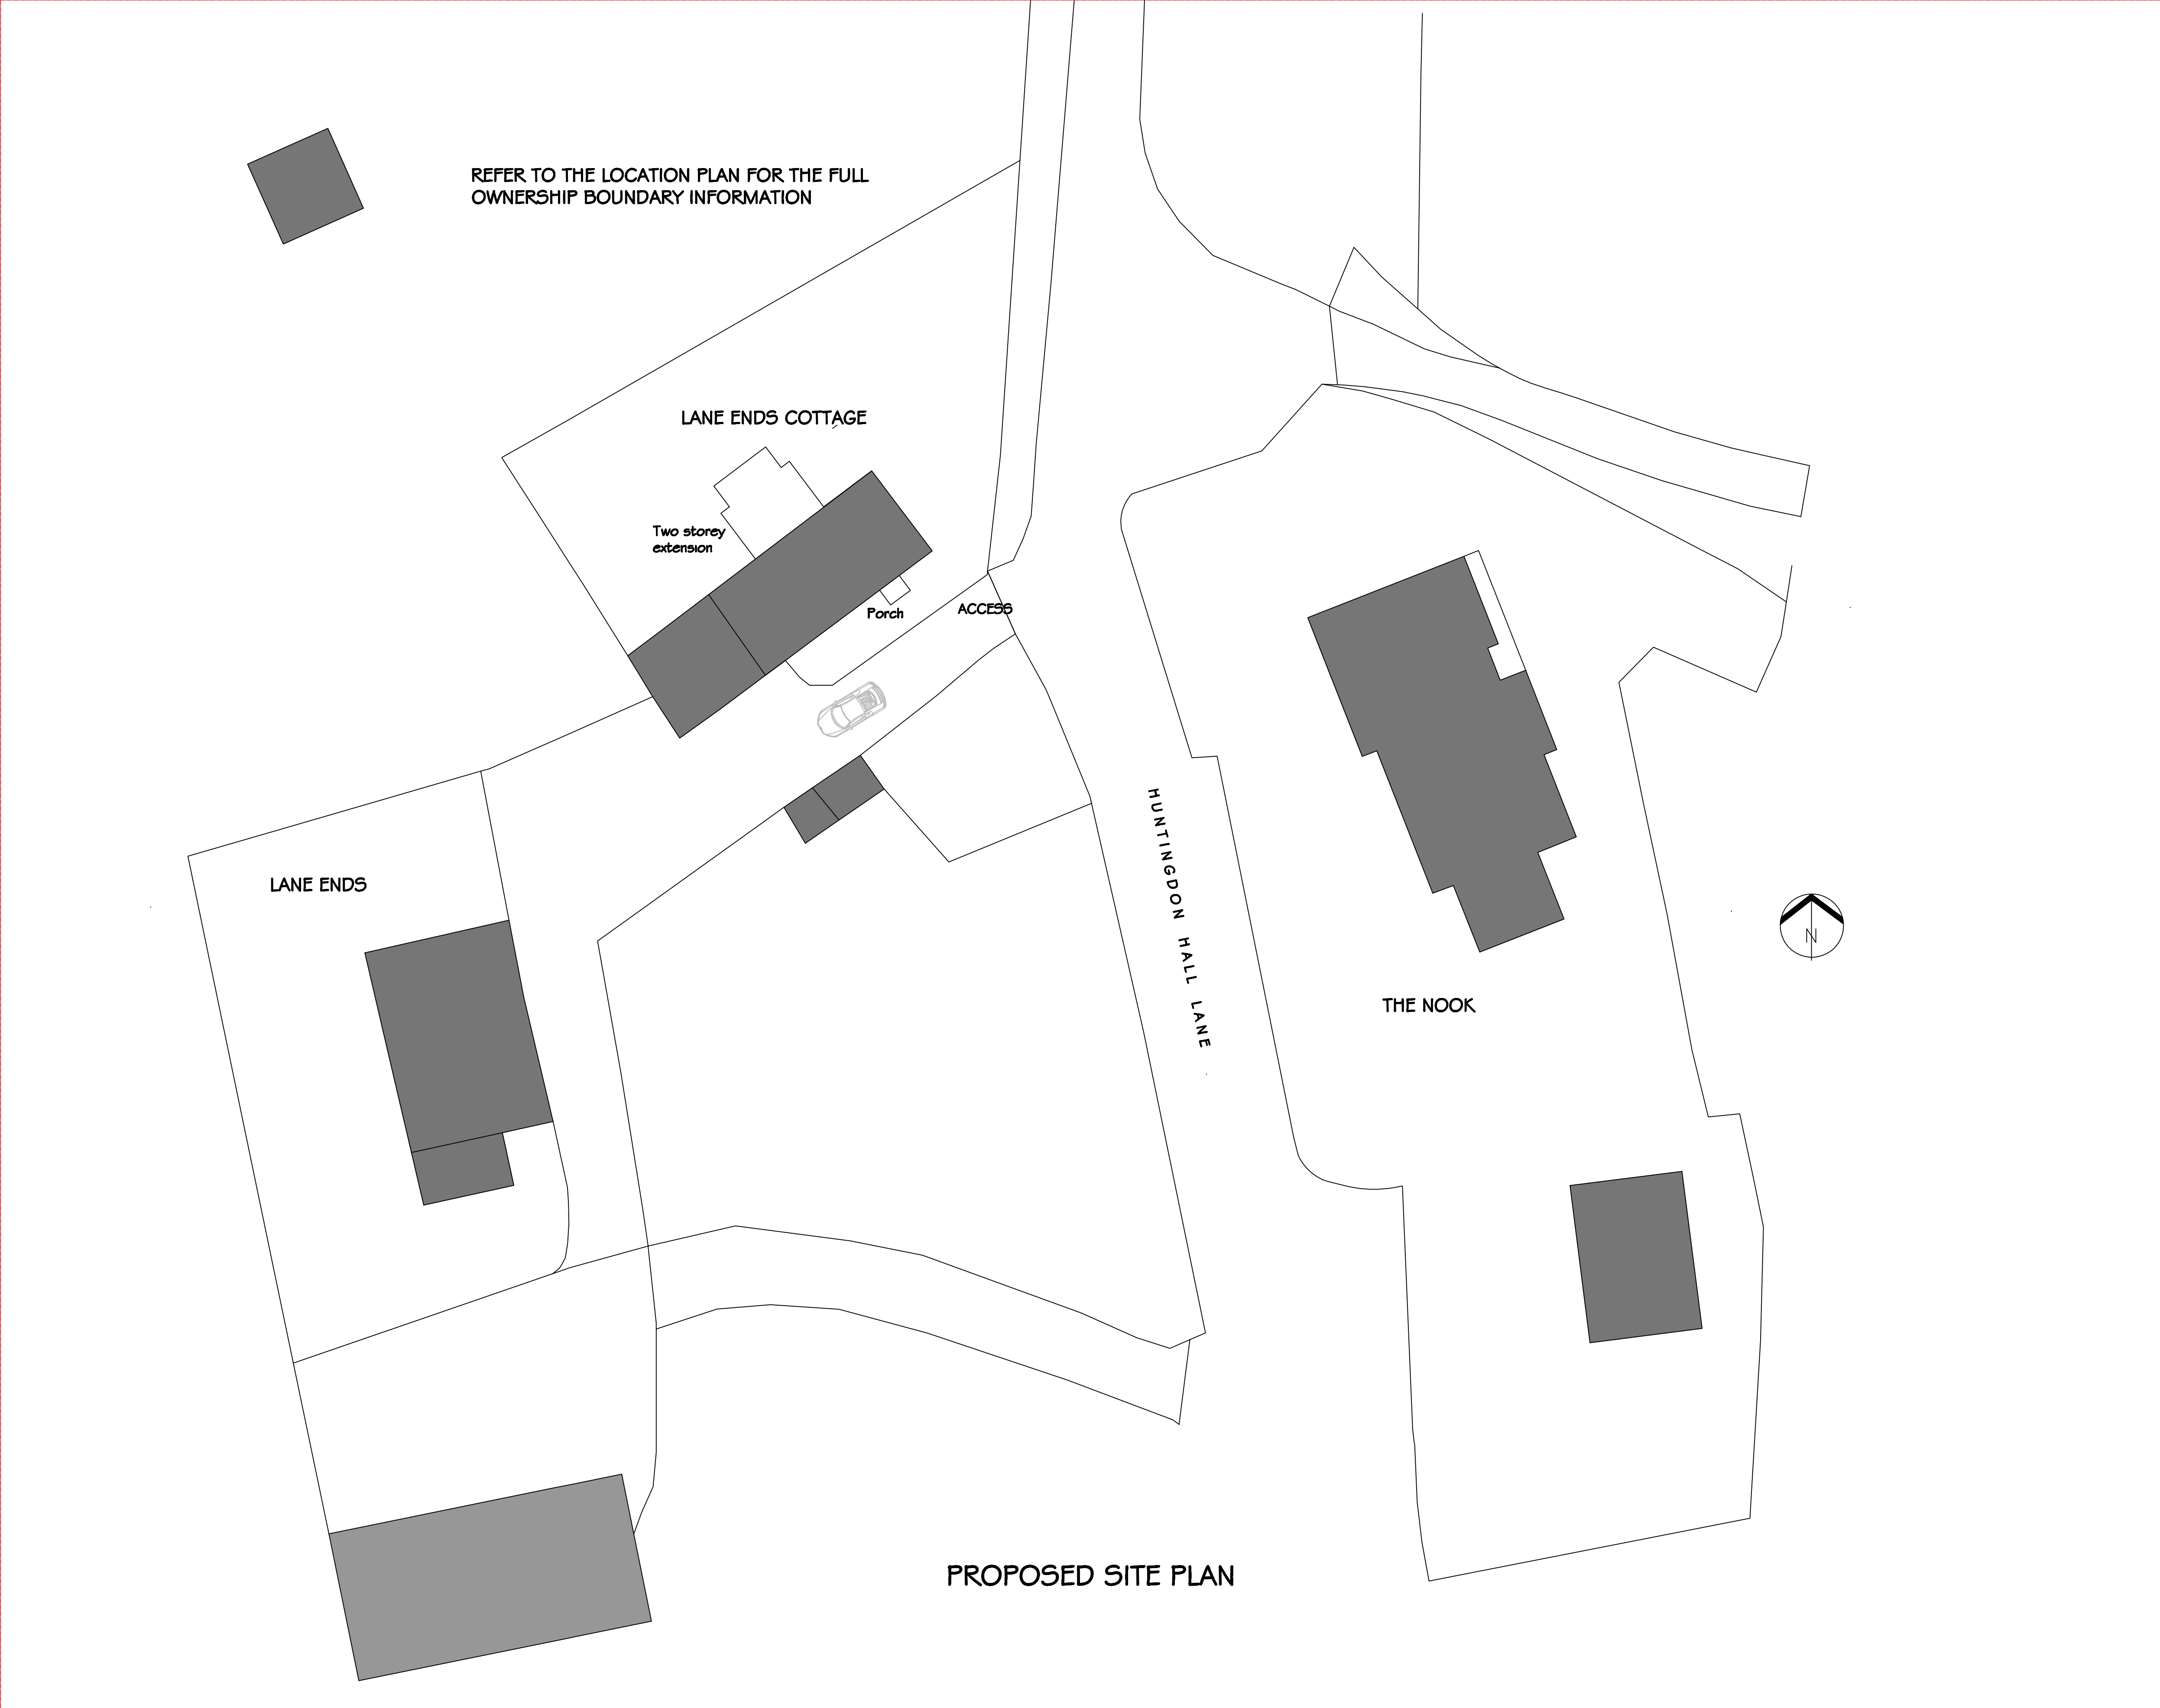 REFER TO THE LOCATION PLAN FOR THE FULL
OWNERSHIP BOUNDARY INFORMATION
LANE ENDS COTTAGE
Two storey
extension
Porch
ACCESS
HUNTINGDON HALL LANE
LANE ENDS
N
THE NOOK
PROPOSED SITE PLAN